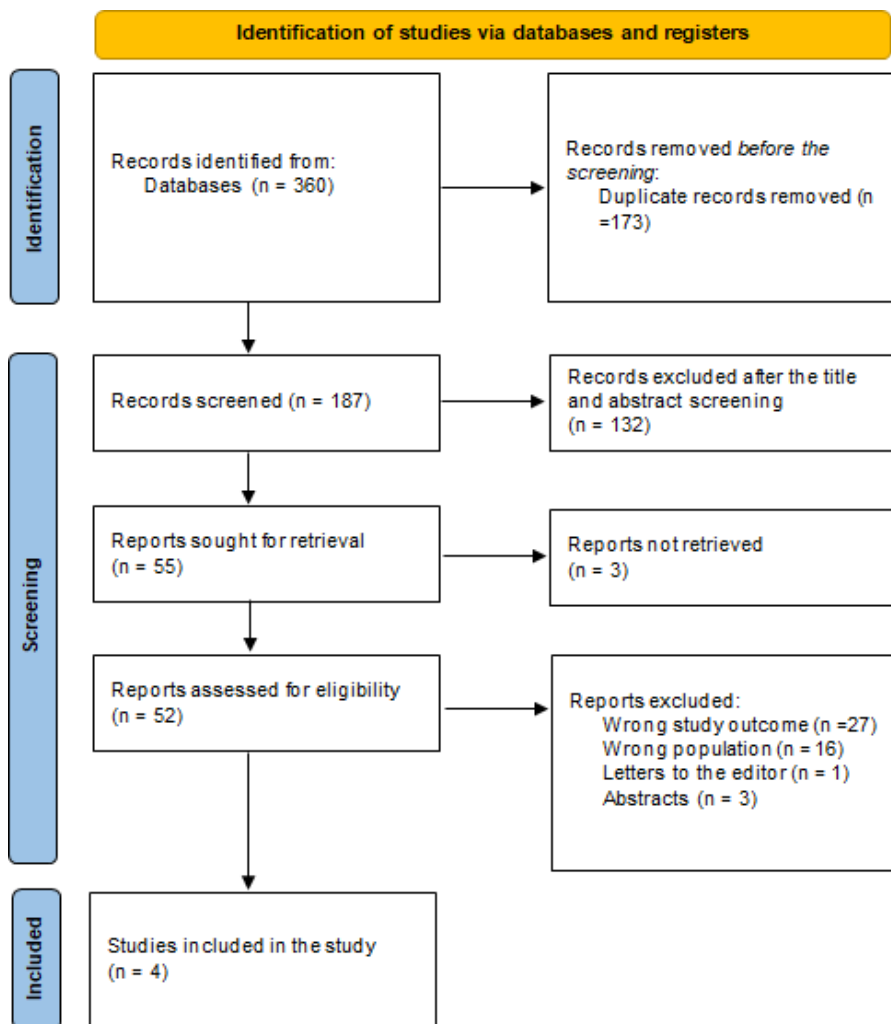 Identification of studies via databases and registers
Identification
Records identified from:
Databases (n = 360)
Records removed before the
screening:
Duplicate records removed (n
=173)
Screening
Records screened (n = 187)
Records excluded after the title
and abstract screening
(n = 132)
Reports sought for retrieval
(n = 55)
Reports not retrieved
(n = 3)
Reports assessed for eligibility
(n = 52)
Reports excluded:
Wrong study outcome (n =27)
Wrong population (n = 16)
Letters to the editor (n = 1)
Abstracts (n = 3)
Included
Studies included in the study
(n = 4)